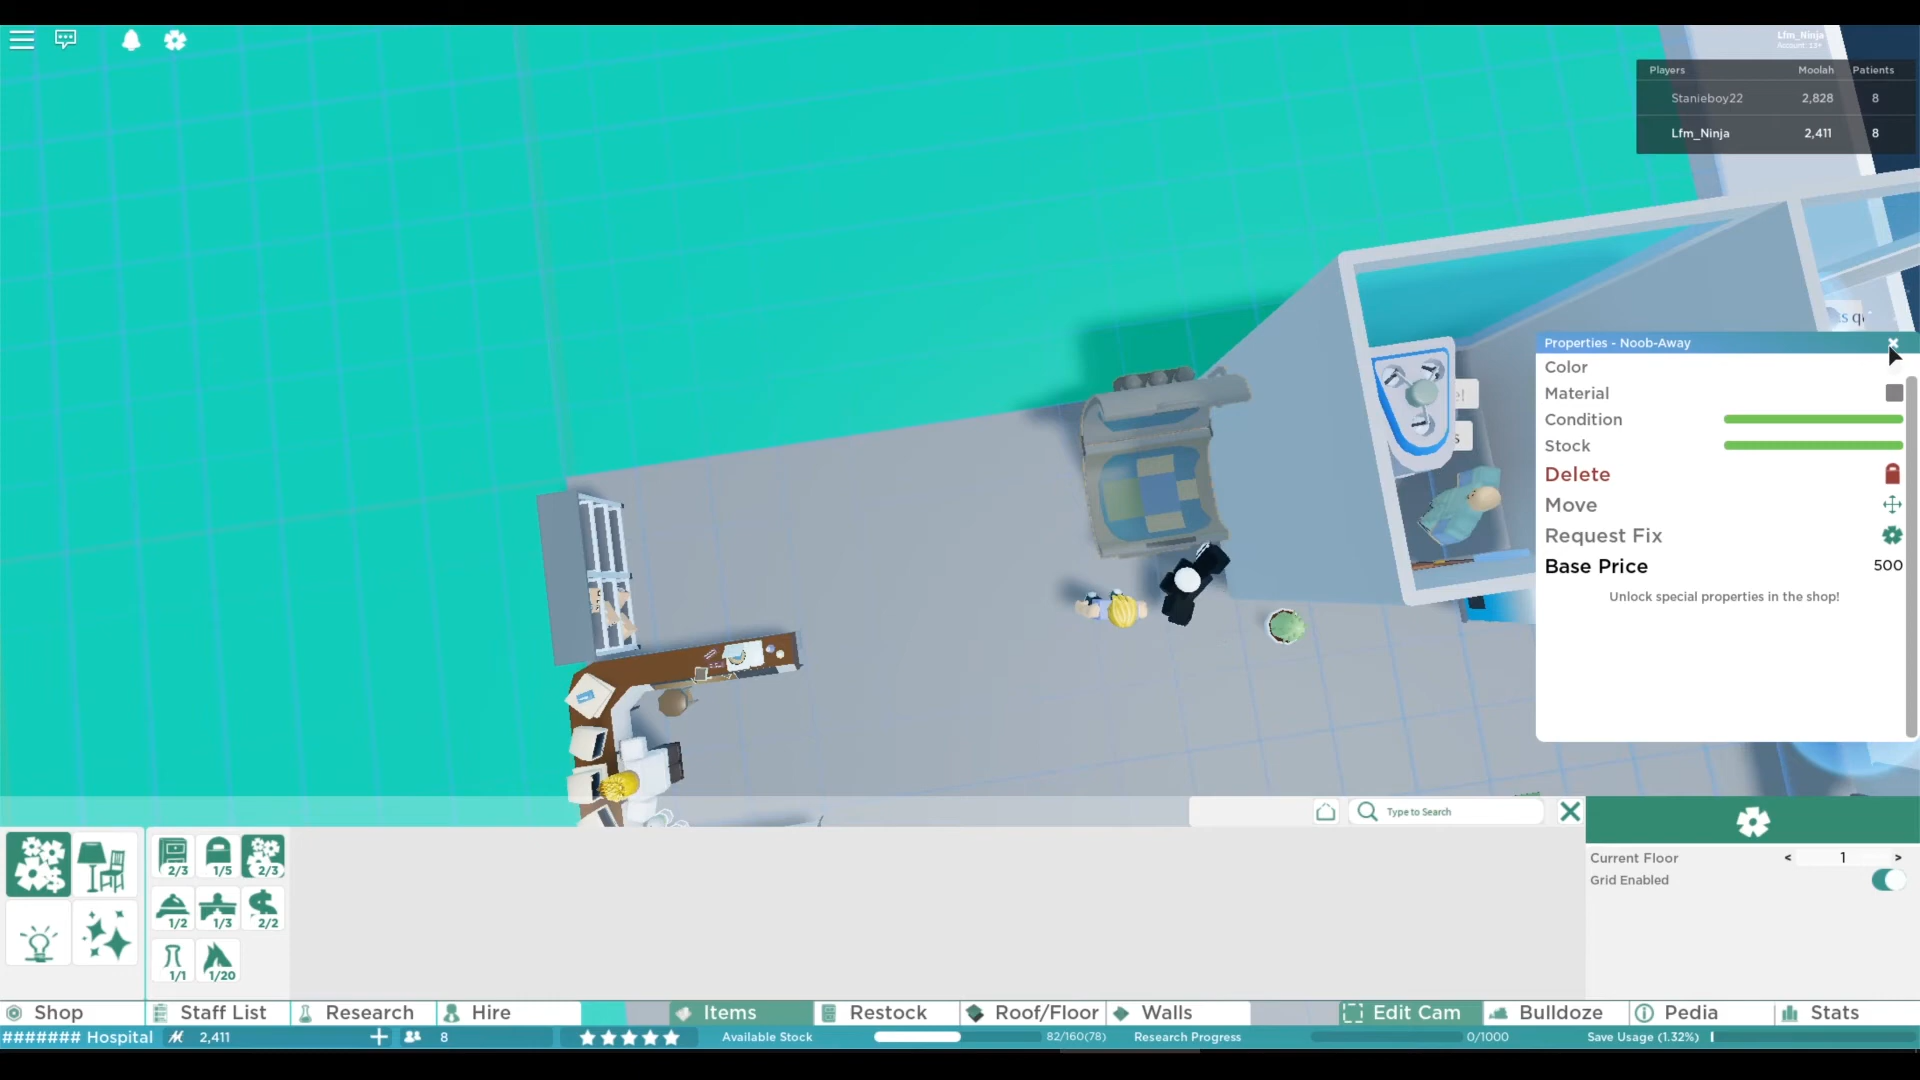 Lfm_Ninja
Account: 13+
Players Moolah Patients
Stanieboy22 2,828 8
Lfm_Ninja 2,411 8
Properties - Noob-Away
Color
Material
Condition
Stock
Delete
Move
Request Fix
Base Price 500
Unlock special properties in the shop!
Type to Search
Current Floor < 1 >
Grid Enabled
2/3 1/5 2/3
1/2 1/3 2/2
1/1 1/20
Shop Staff List Research Hire Items Restock Roof/Floor Walls Edit Cam Bulldoze Pedia Stats
####### Hospital 2,411 + 8 Available Stock 82/160(78) Research Progress 0/1000 Save Usage (1.32%)